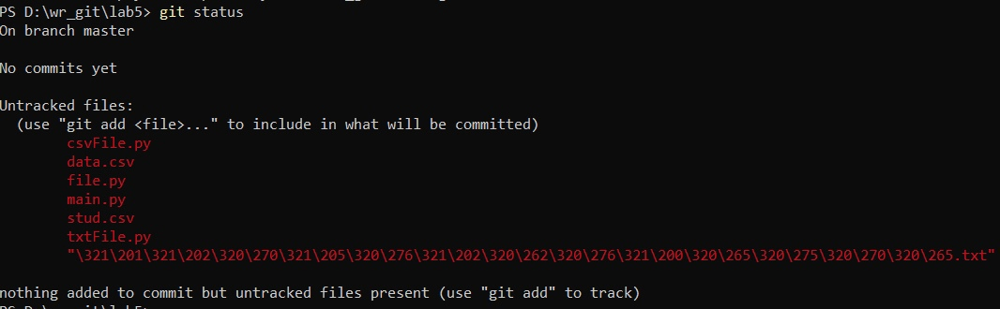 PS D:\wr_git\lab5> git status
On branch master
No commits yet
Untracked files:
(use "git add <file>..." to include in what will be committed)
csvFile.py
data.csv
file.py
main.py
stud.csv
txtFile.py
"\321\201\321\202\320\270\321\205\320\276\321\202\320\262\320\276\321\200\320\265\320\275\320\270\320\265.txt"
nothing added to commit but untracked files present (use "git add" to track)